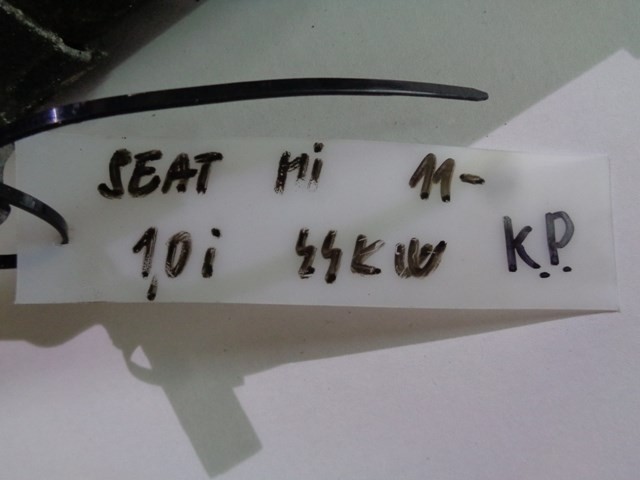 SEAT Mi 11-
1,0i 44KW K.P.